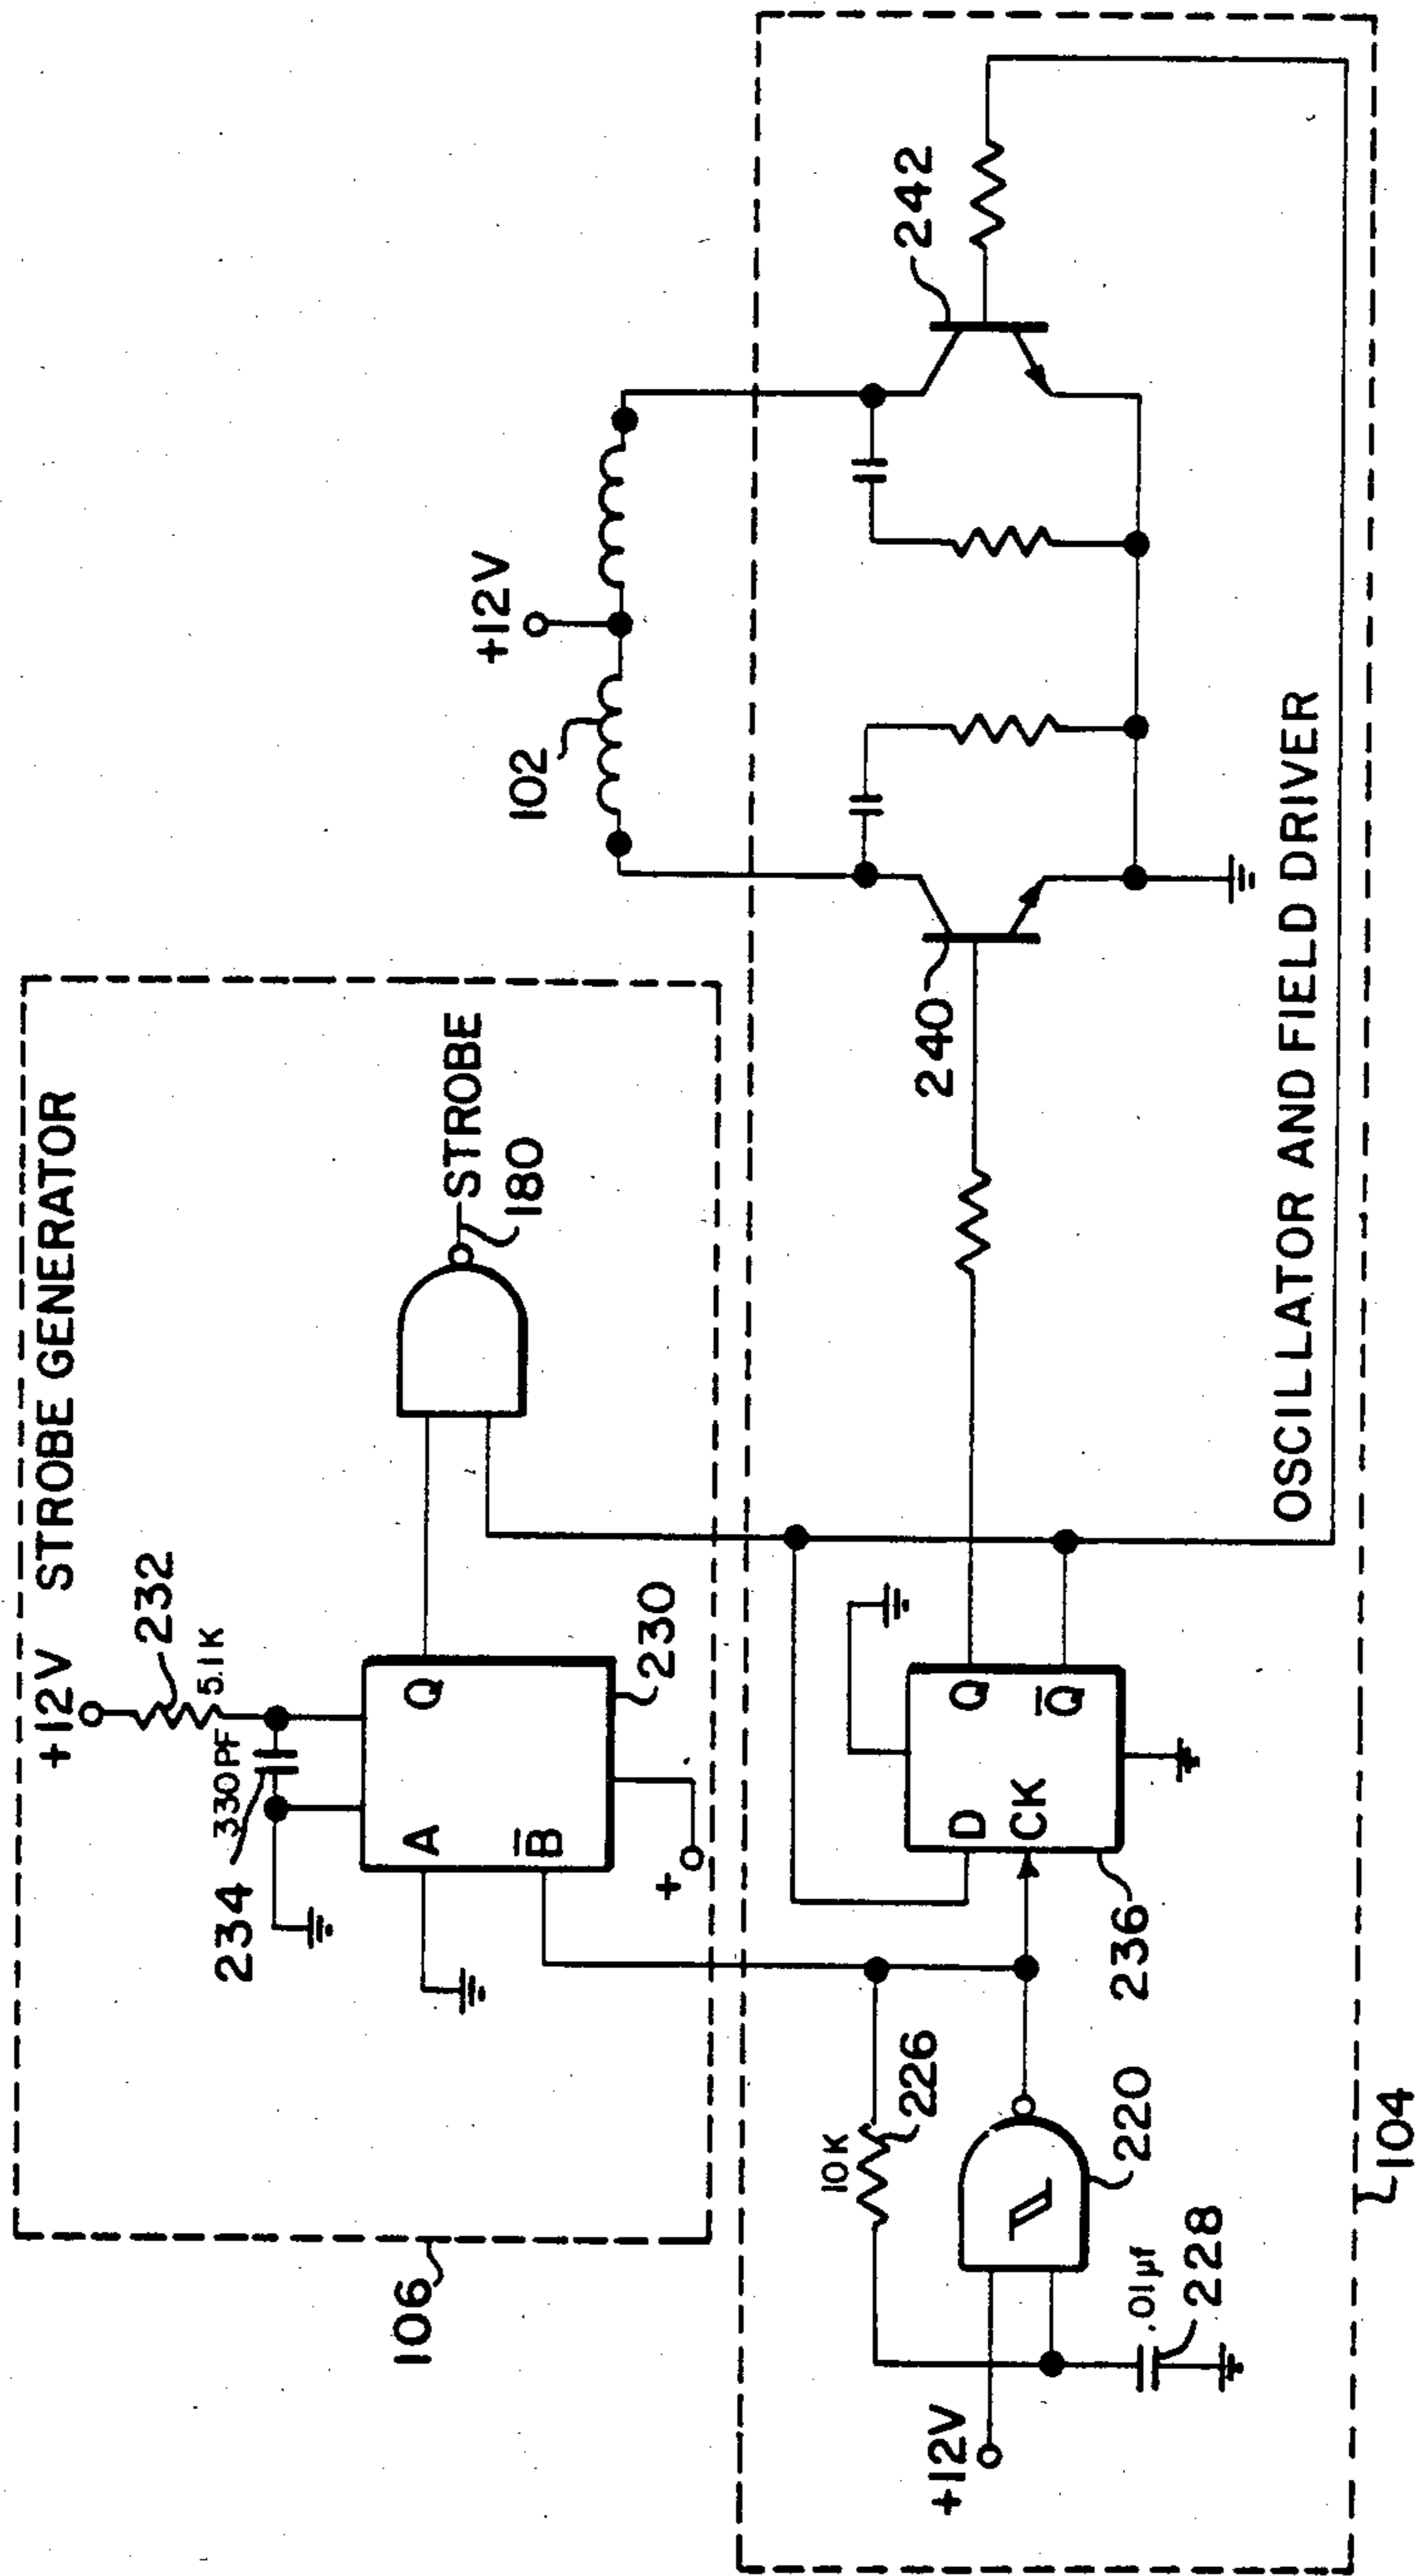 +12V STROBE GENERATOR
232
5.1K
330PF
234
A
Q
B̅
230
+
STROBE
180
106
+12V
102
240
242
10K
226
D
Q
CK
Q̅
236
220
+12V
.01µf
228
OSCILLATOR AND FIELD DRIVER
104